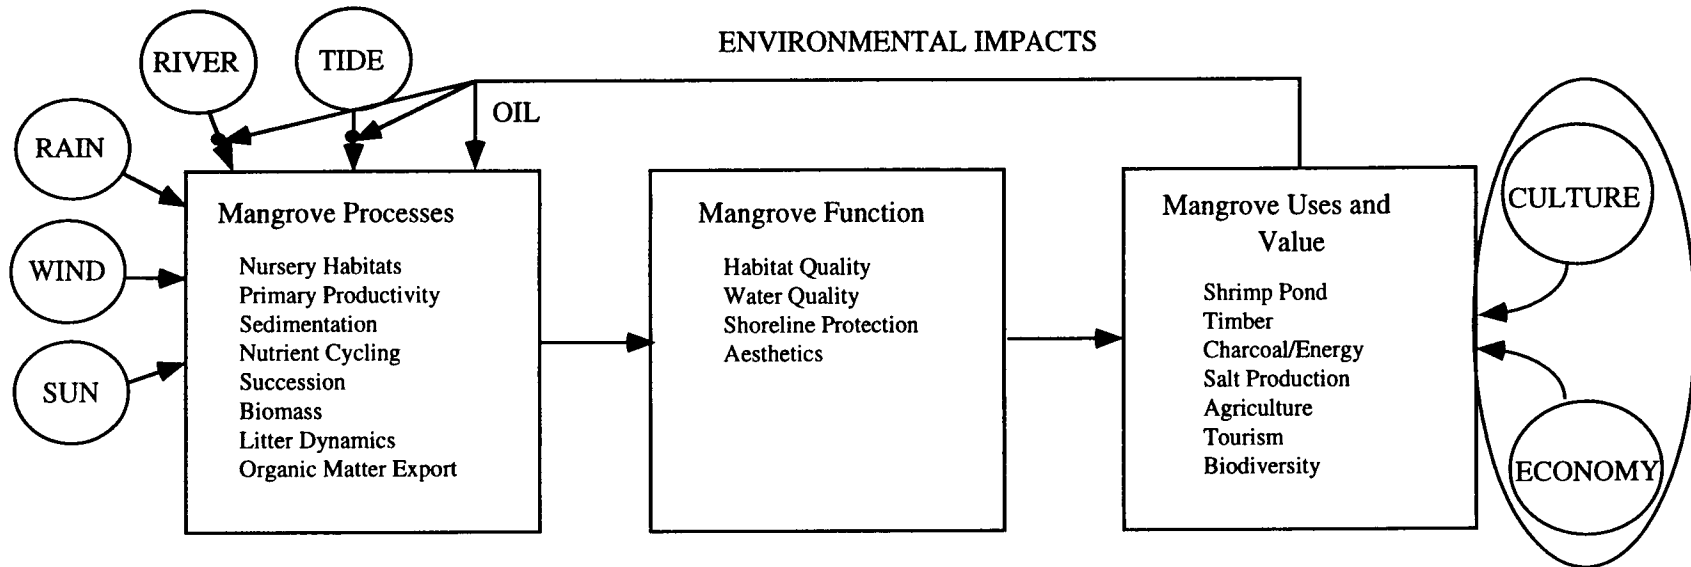 ENVIRONMENTAL IMPACTS
RIVER
TIDE
OIL
RAIN
WIND
SUN
Mangrove Processes
Nursery Habitats
Primary Productivity
Sedimentation
Nutrient Cycling
Succession
Biomass
Litter Dynamics
Organic Matter Export
Mangrove Function
Habitat Quality
Water Quality
Shoreline Protection
Aesthetics
Mangrove Uses and
Value
Shrimp Pond
Timber
Charcoal/Energy
Salt Production
Agriculture
Tourism
Biodiversity
CULTURE
ECONOMY